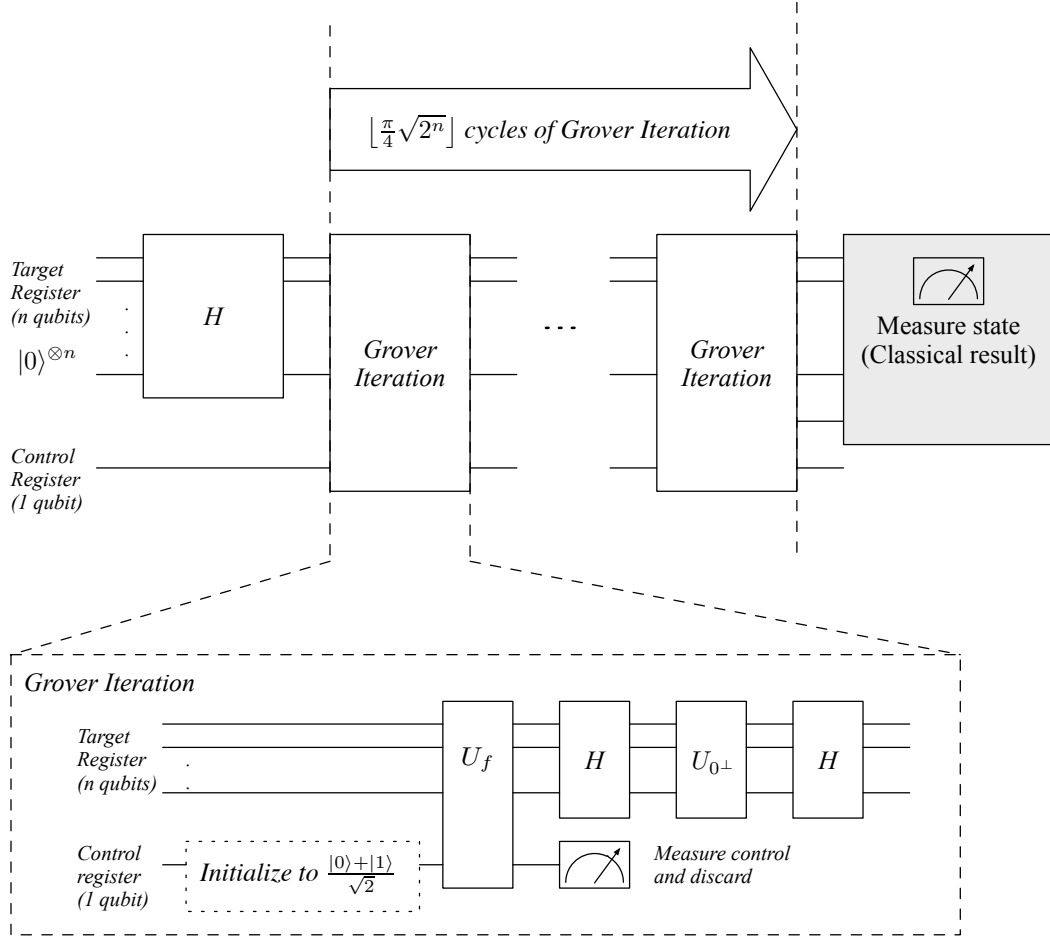 ⌊π/4 √2ⁿ⌋ cycles of Grover Iteration
Target
Register
(n qubits)
|0⟩^⊗n
Control
Register
(1 qubit)
H
Grover
Iteration
...
Grover
Iteration
Measure state
(Classical result)
Grover Iteration
Target
Register
(n qubits)
U_f
H
U_0⊥
H
Control
register
(1 qubit)
Initialize to |0⟩+|1⟩/√2
Measure control
and discard